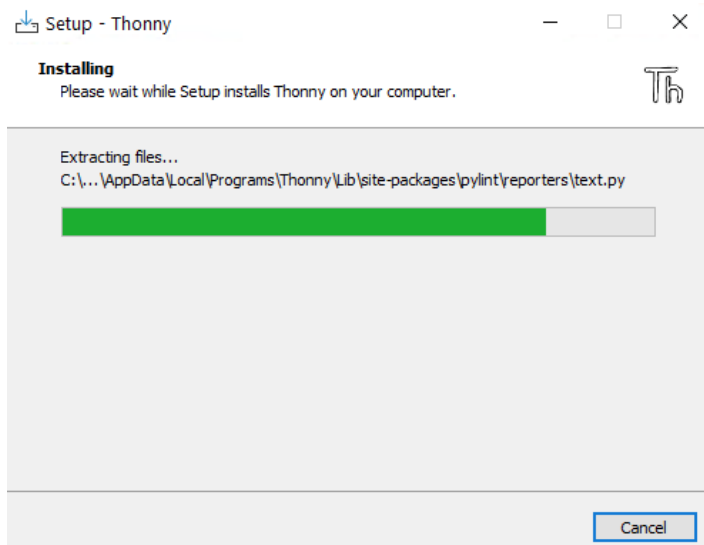 Setup - Thonny
Installing
Please wait while Setup installs Thonny on your computer.
Th
Extracting files...
C:\...\AppData\Local\Programs\Thonny\Lib\site-packages\pylint\reporters\text.py
Cancel